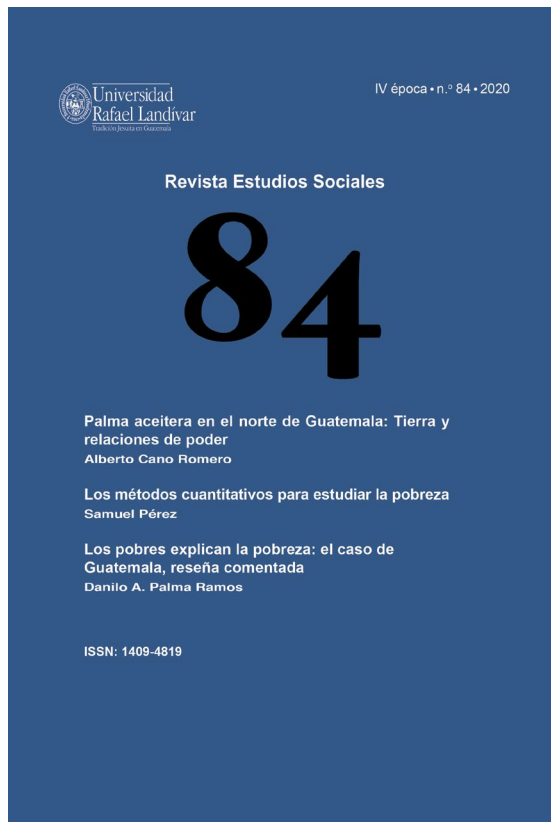 Universidad
Rafael Landívar
Tradición Jesuita en Guatemala
IV época • n.º 84 • 2020
Revista Estudios Sociales
84
Palma aceitera en el norte de Guatemala: Tierra y
relaciones de poder
Alberto Cano Romero
Los métodos cuantitativos para estudiar la pobreza
Samuel Pérez
Los pobres explican la pobreza: el caso de
Guatemala, reseña comentada
Danilo A. Palma Ramos
ISSN: 1409-4819